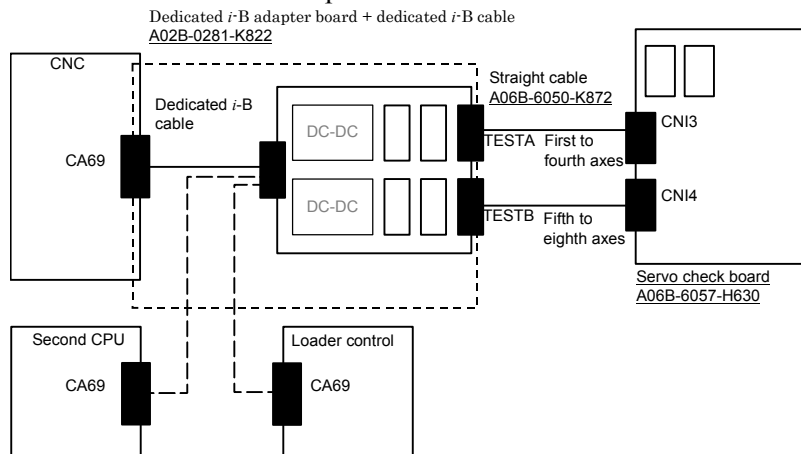 Dedicated i-B adapter board + dedicated i-B cable
A02B-0281-K822
CNC
Dedicated i-B
cable
CA69
DC-DC
DC-DC
Straight cable
A06B-6050-K872
TESTA
First to
fourth axes
CNI3
TESTB
Fifth to
eighth axes
CNI4
Servo check board
A06B-6057-H630
Second CPU
CA69
Loader control
CA69